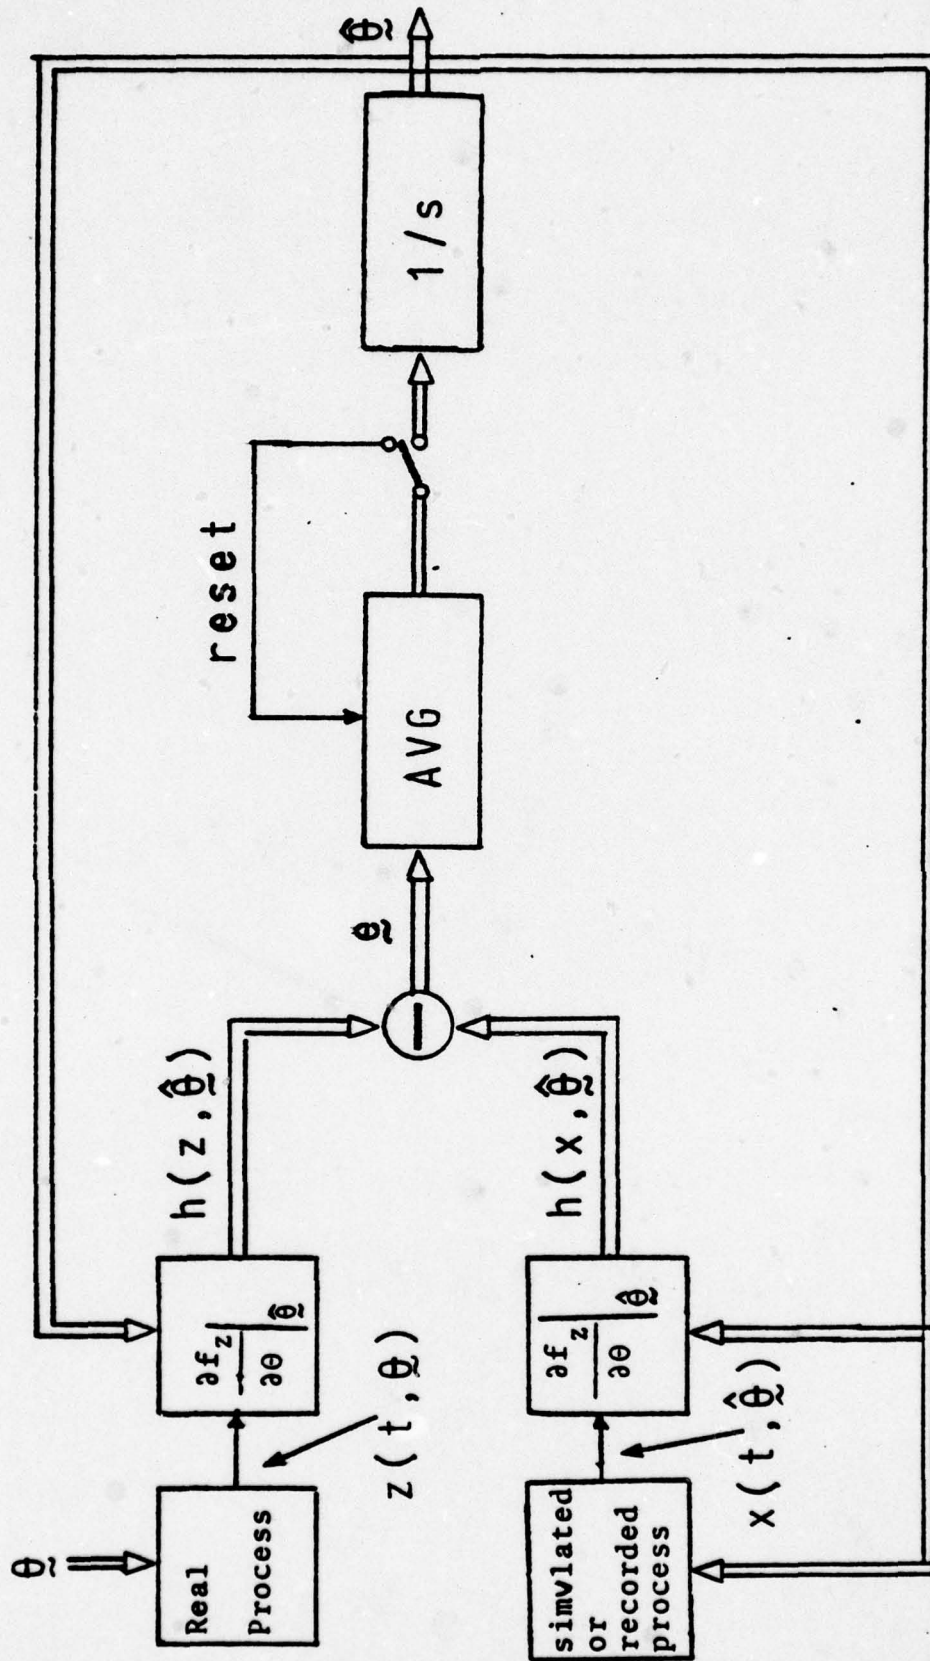 θ̰
Real
Process
z(t,θ̰)
∂f_z
∂θ
θ̰̂
h(z,θ̰̂)
simvlated
or
recorded
process
x(t,θ̰̂)
∂f_z
∂θ
θ̰̂
h(x,θ̰̂)
ḛ
AVG
reset
1/s
θ̰̂